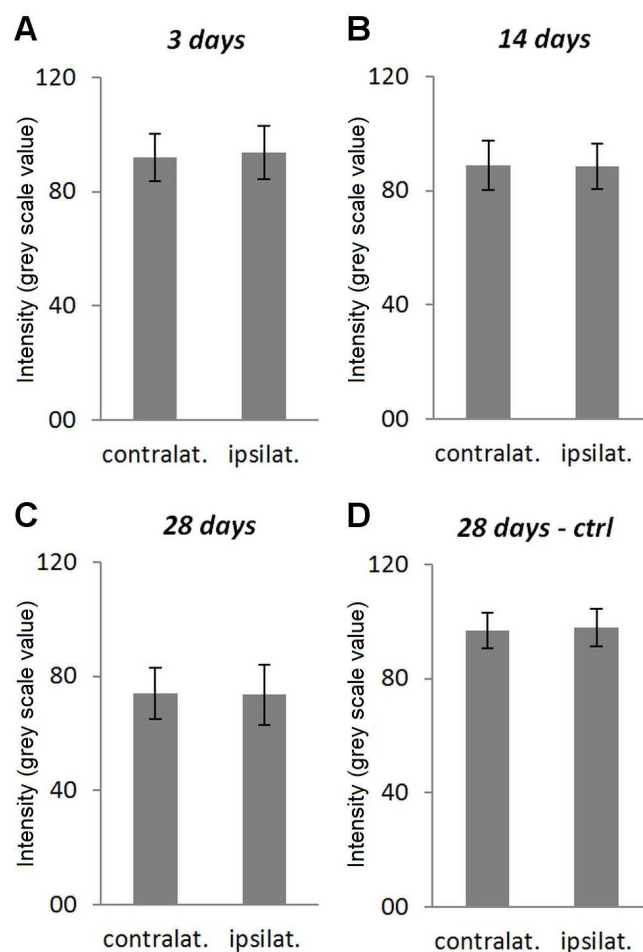 A
3 days
Intensity (grey scale value)
120
80
40
00
contralat. ipsilat.
B
14 days
Intensity (grey scale value)
120
80
40
00
contralat. ipsilat.
C
28 days
Intensity (grey scale value)
120
80
40
00
contralat. ipsilat.
D
28 days - ctrl
Intensity (grey scale value)
120
80
40
00
contralat. ipsilat.